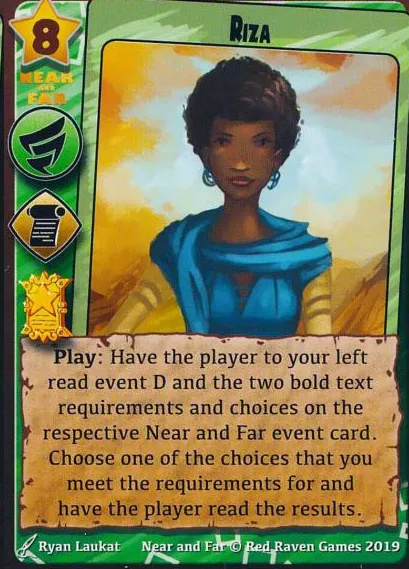 8
RIZA
NEAR
AND
FAR
Play: Have the player to your left
read event D and the two bold text
requirements and choices on the
respective Near and Far event card.
Choose one of the choices that you
meet the requirements for and
have the player read the results.
Ryan Laukat Near and Far © Red Raven Games 2019